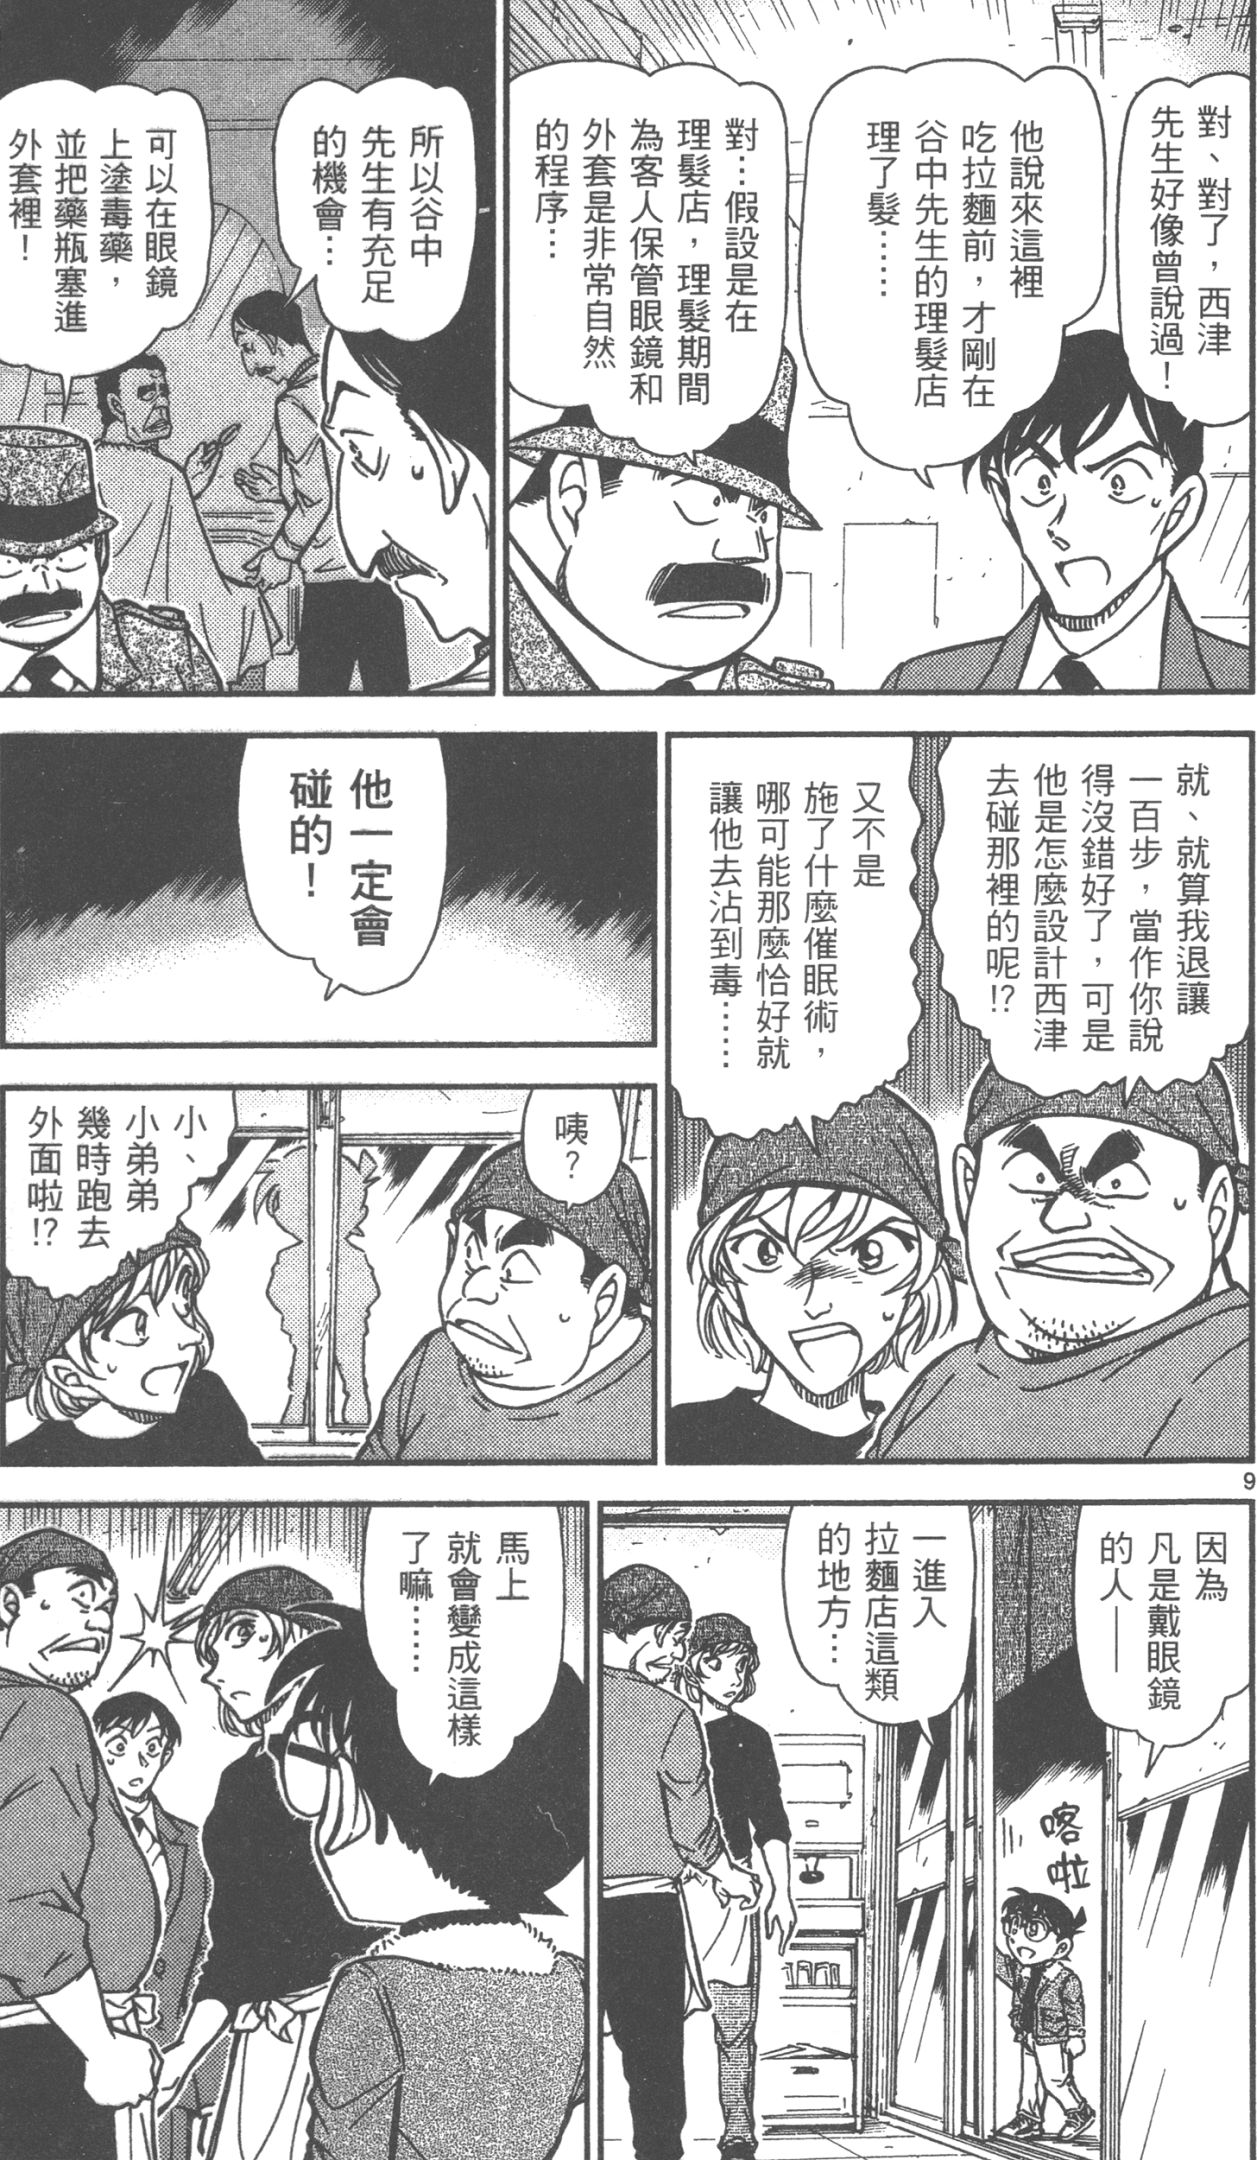 對、對了，西津
先生好像曾說過！
他說來這裡
吃拉麵前，才剛在
谷中先生的理髮店
理了髮……
對…假設是在
理髮店，理髮期間
為客人保管眼鏡和
外套是非常自然
的程序…
所以谷中
先生有充足
的機會…
可以在眼鏡
上塗毒藥，
並把藥瓶塞進
外套裡！
就、就算我退讓
一百步，當作你說
得沒錯好了，可是
他是怎麼設計西津
去碰那裡的呢!?
又不是
施了什麼催眠術，
哪可能那麼恰好就
讓他去沾到毒……
他一定會
碰的！
咦？
小、
小弟弟
幾時跑去
外面啦!?
9
因為
凡是戴眼鏡
的人——
喀啦
一進入
拉麵店這類
的地方…
馬上
就會變成這樣
了嘛……